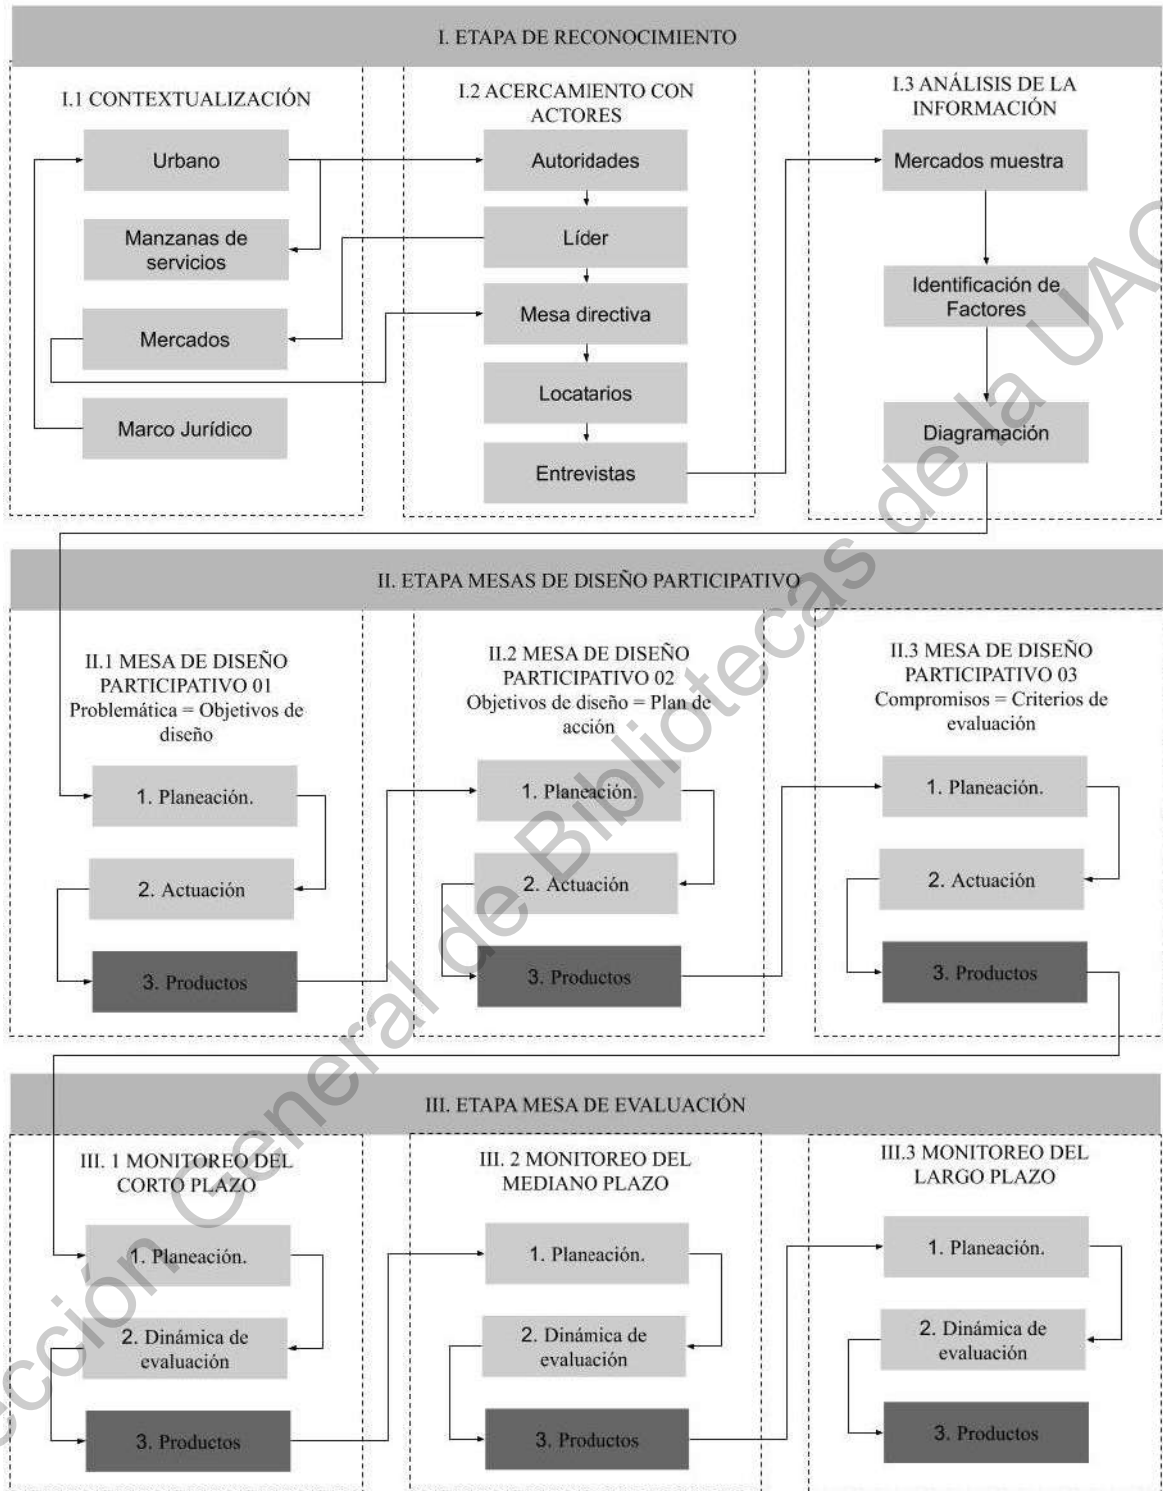 I. ETAPA DE RECONOCIMIENTO
I.1 CONTEXTUALIZACIÓN
Urbano
Manzanas de
servicios
Mercados
Marco Jurídico
I.2 ACERCAMIENTO CON
ACTORES
Autoridades
Líder
Mesa directiva
Locatarios
Entrevistas
I.3 ANÁLISIS DE LA
INFORMACIÓN
Mercados muestra
Identificación de
Factores
Diagramación
II. ETAPA MESAS DE DISEÑO PARTICIPATIVO
II.1 MESA DE DISEÑO
PARTICIPATIVO 01
Problemática = Objetivos de
diseño
1. Planeación.
2. Actuación
3. Productos
II.2 MESA DE DISEÑO
PARTICIPATIVO 02
Objetivos de diseño = Plan de
acción
1. Planeación.
2. Actuación
3. Productos
II.3 MESA DE DISEÑO
PARTICIPATIVO 03
Compromisos = Criterios de
evaluación
1. Planeación.
2. Actuación
3. Productos
III. ETAPA MESA DE EVALUACIÓN
III. 1 MONITOREO DEL
CORTO PLAZO
1. Planeación.
2. Dinámica de
evaluación
3. Productos
III. 2 MONITOREO DEL
MEDIANO PLAZO
1. Planeación.
2. Dinámica de
evaluación
3. Productos
III.3 MONITOREO DEL
LARGO PLAZO
1. Planeación.
2. Dinámica de
evaluación
3. Productos
ección General de Bibliotecas de la UAQ